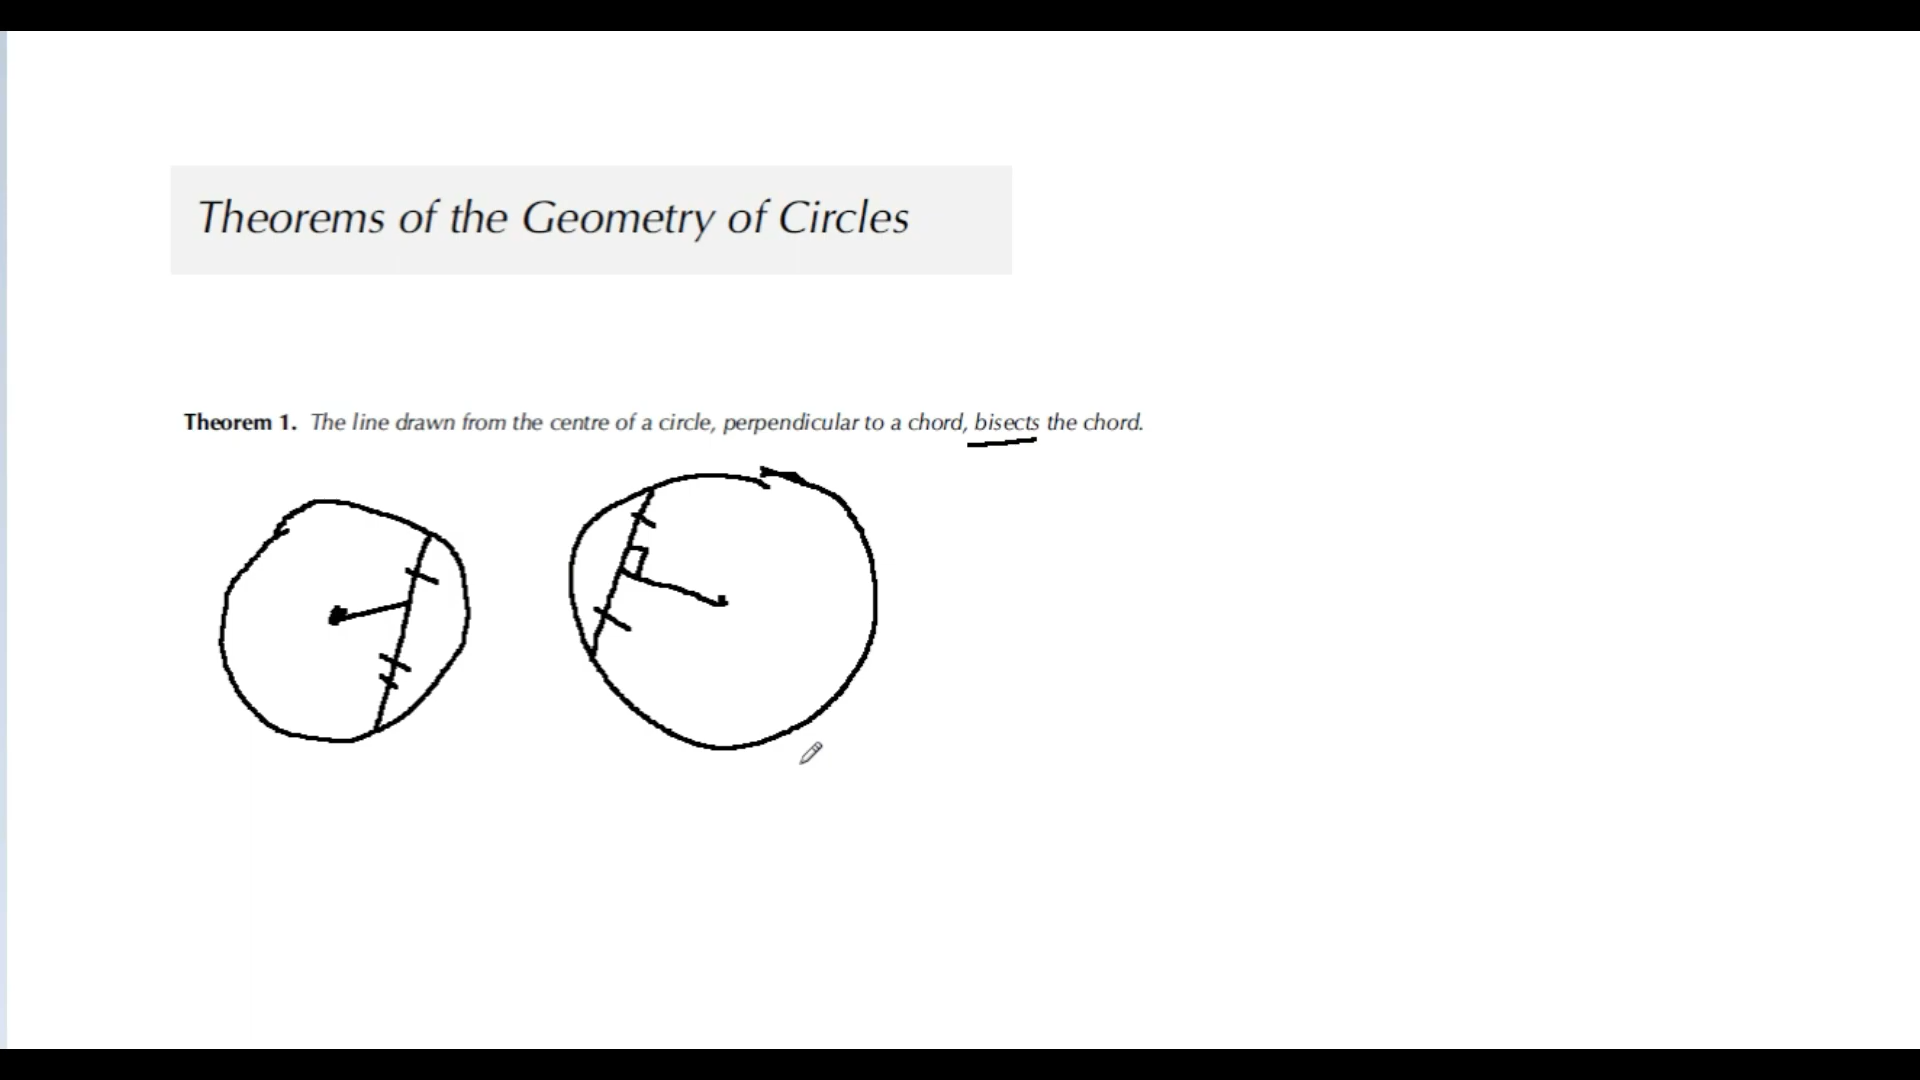 Theorems of the Geometry of Circles
Theorem 1. The line drawn from the centre of a circle, perpendicular to a chord, bisects the chord.